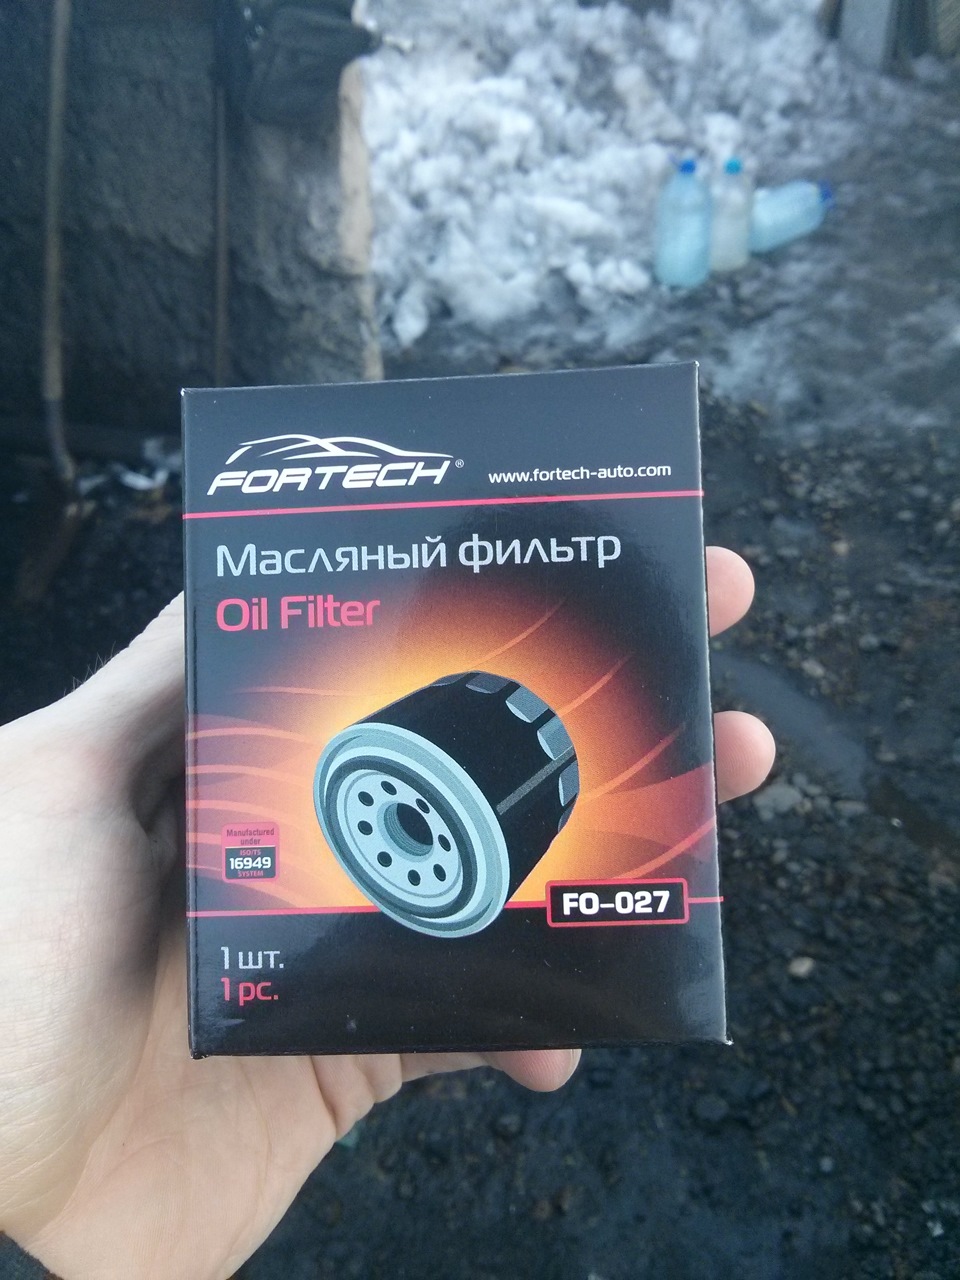 FORTECH®
www.fortech-auto.com
Масляный фильтр
Oil Filter
Manufactured
under
ISO/TS
16949
SYSTEM
FO-027
1 шт.
1 pc.